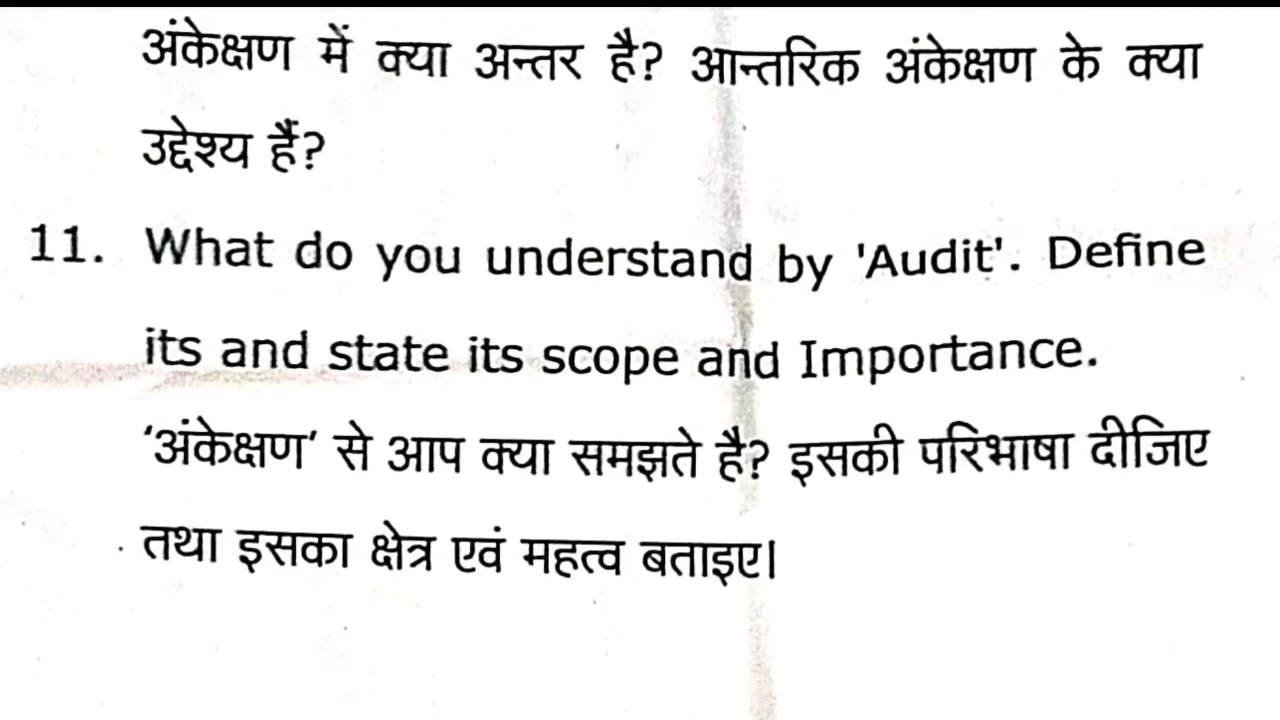 अंकेक्षण में क्या अन्तर है? आन्तरिक अंकेक्षण के क्या
उद्देश्य हैं?
11. What do you understand by 'Audit'. Define
its and state its scope and Importance.
‘अंकेक्षण’ से आप क्या समझते है? इसकी परिभाषा दीजिए
तथा इसका क्षेत्र एवं महत्व बताइए।